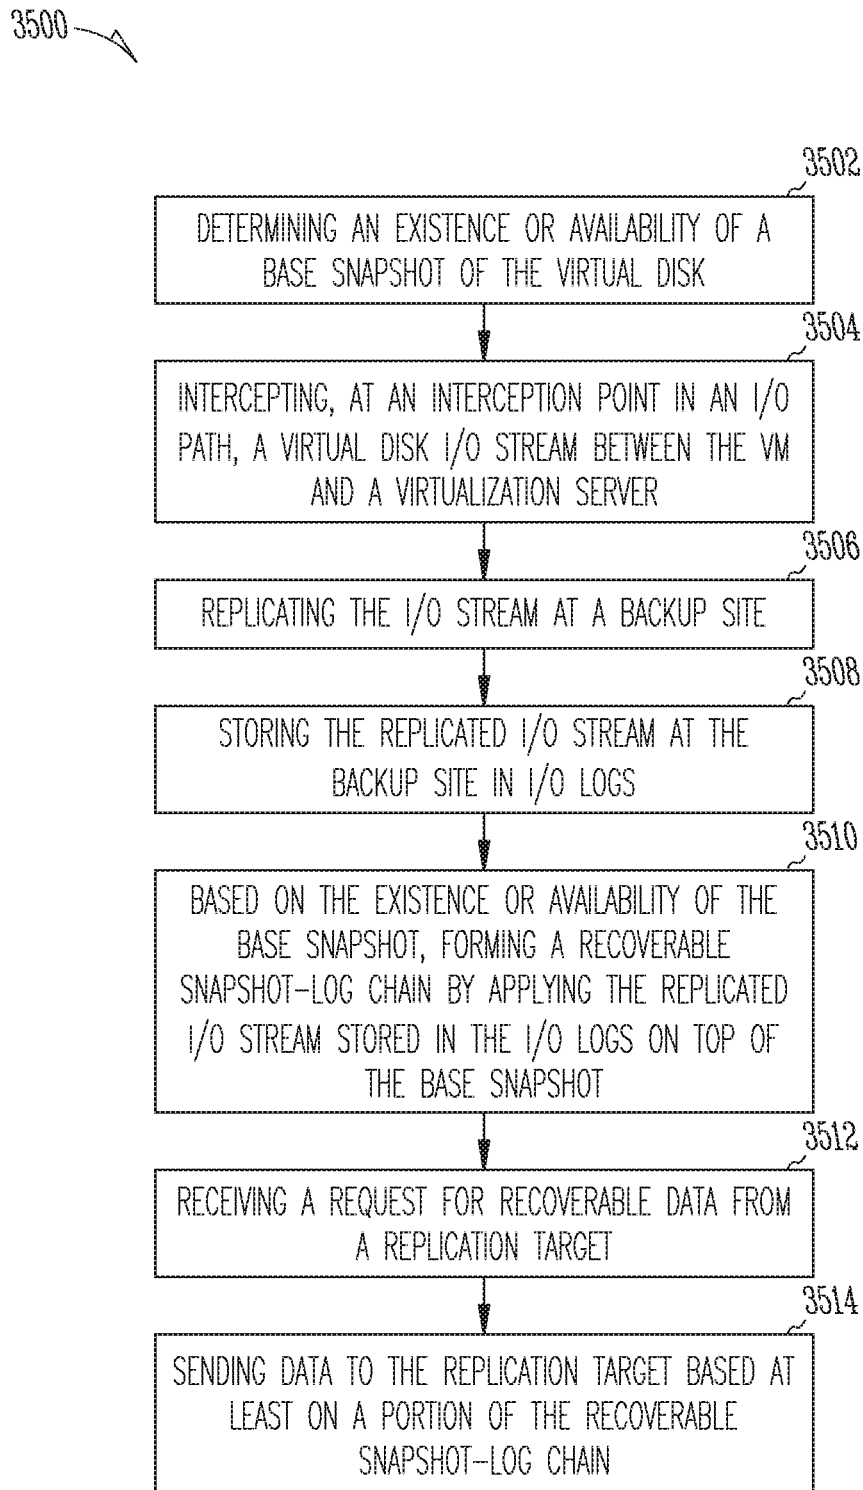 3500
3502
DETERMINING AN EXISTENCE OR AVAILABILITY OF A
BASE SNAPSHOT OF THE VIRTUAL DISK
3504
INTERCEPTING, AT AN INTERCEPTION POINT IN AN I/O
PATH, A VIRTUAL DISK I/O STREAM BETWEEN THE VM
AND A VIRTUALIZATION SERVER
3506
REPLICATING THE I/O STREAM AT A BACKUP SITE
3508
STORING THE REPLICATED I/O STREAM AT THE
BACKUP SITE IN I/O LOGS
3510
BASED ON THE EXISTENCE OR AVAILABILITY OF THE
BASE SNAPSHOT, FORMING A RECOVERABLE
SNAPSHOT-LOG CHAIN BY APPLYING THE REPLICATED
I/O STREAM STORED IN THE I/O LOGS ON TOP OF
THE BASE SNAPSHOT
3512
RECEIVING A REQUEST FOR RECOVERABLE DATA FROM
A REPLICATION TARGET
3514
SENDING DATA TO THE REPLICATION TARGET BASED AT
LEAST ON A PORTION OF THE RECOVERABLE
SNAPSHOT-LOG CHAIN